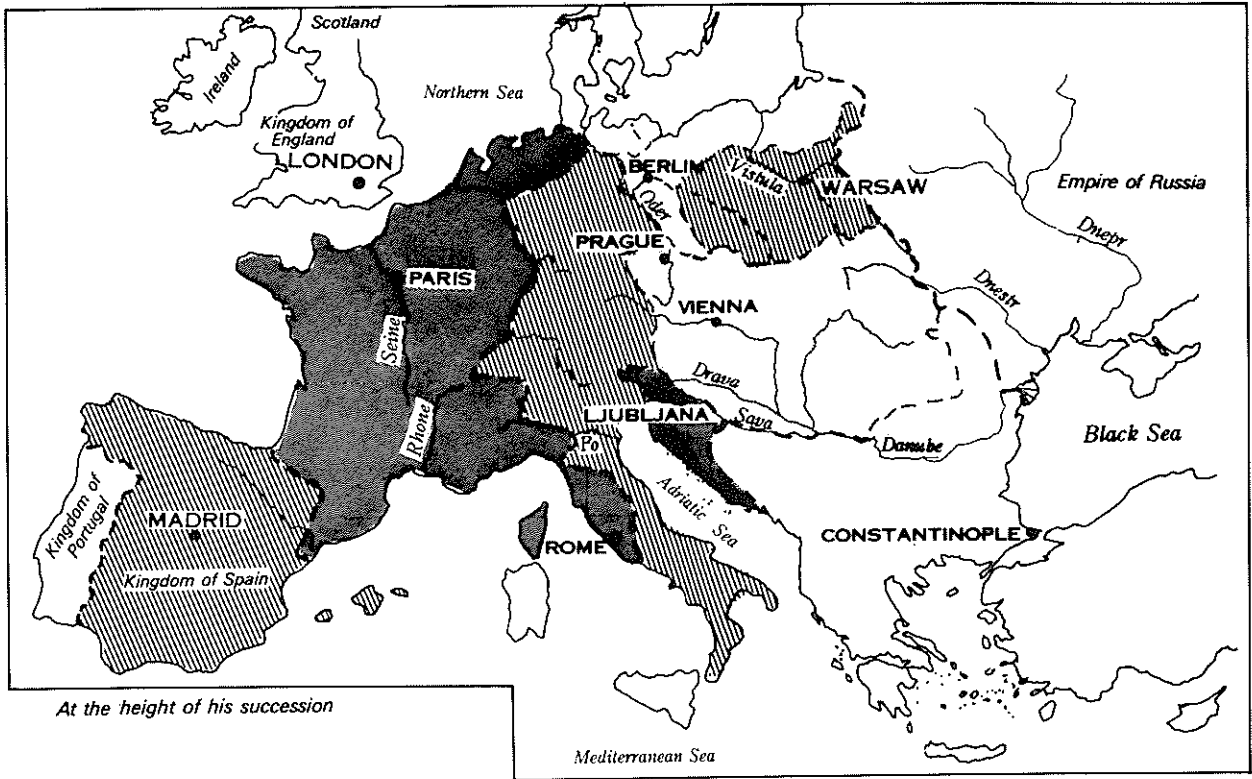 Scotland
Ireland
Northern Sea
Kingdom of
England
LONDON
BERLIN
Vistula
WARSAW
Empire of Russia
Oder
Dnepr
PRAGUE
PARIS
Dnestr
VIENNA
Seine
Drava
LJUBLJANA
Sava
Rhone
Po
Danube
Black Sea
Adriatic Sea
Kingdom of
Portugal
MADRID
ROME
CONSTANTINOPLE
Kingdom of Spain
At the height of his succession
Mediterranean Sea